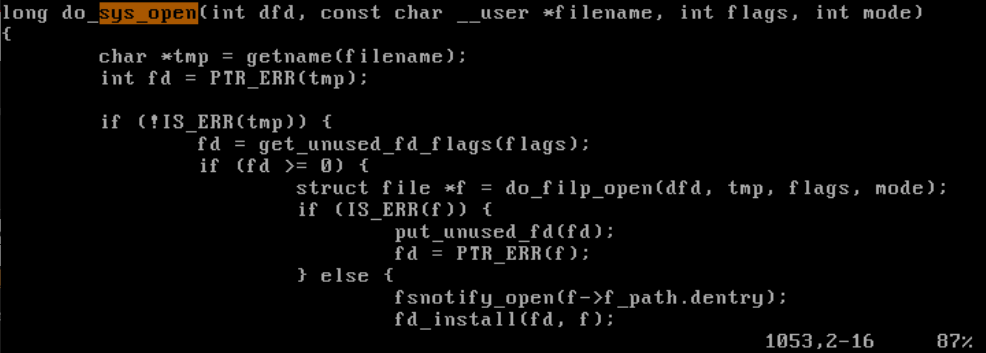 long do_sys_open(int dfd, const char __user *filename, int flags, int mode)
{
        char *tmp = getname(filename);
        int fd = PTR_ERR(tmp);

        if (!IS_ERR(tmp)) {
                fd = get_unused_fd_flags(flags);
                if (fd >= 0) {
                        struct file *f = do_filp_open(dfd, tmp, flags, mode);
                        if (IS_ERR(f)) {
                                put_unused_fd(fd);
                                fd = PTR_ERR(f);
                        } else {
                                fsnotify_open(f->f_path.dentry);
                                fd_install(fd, f);
1053,2-16 87%